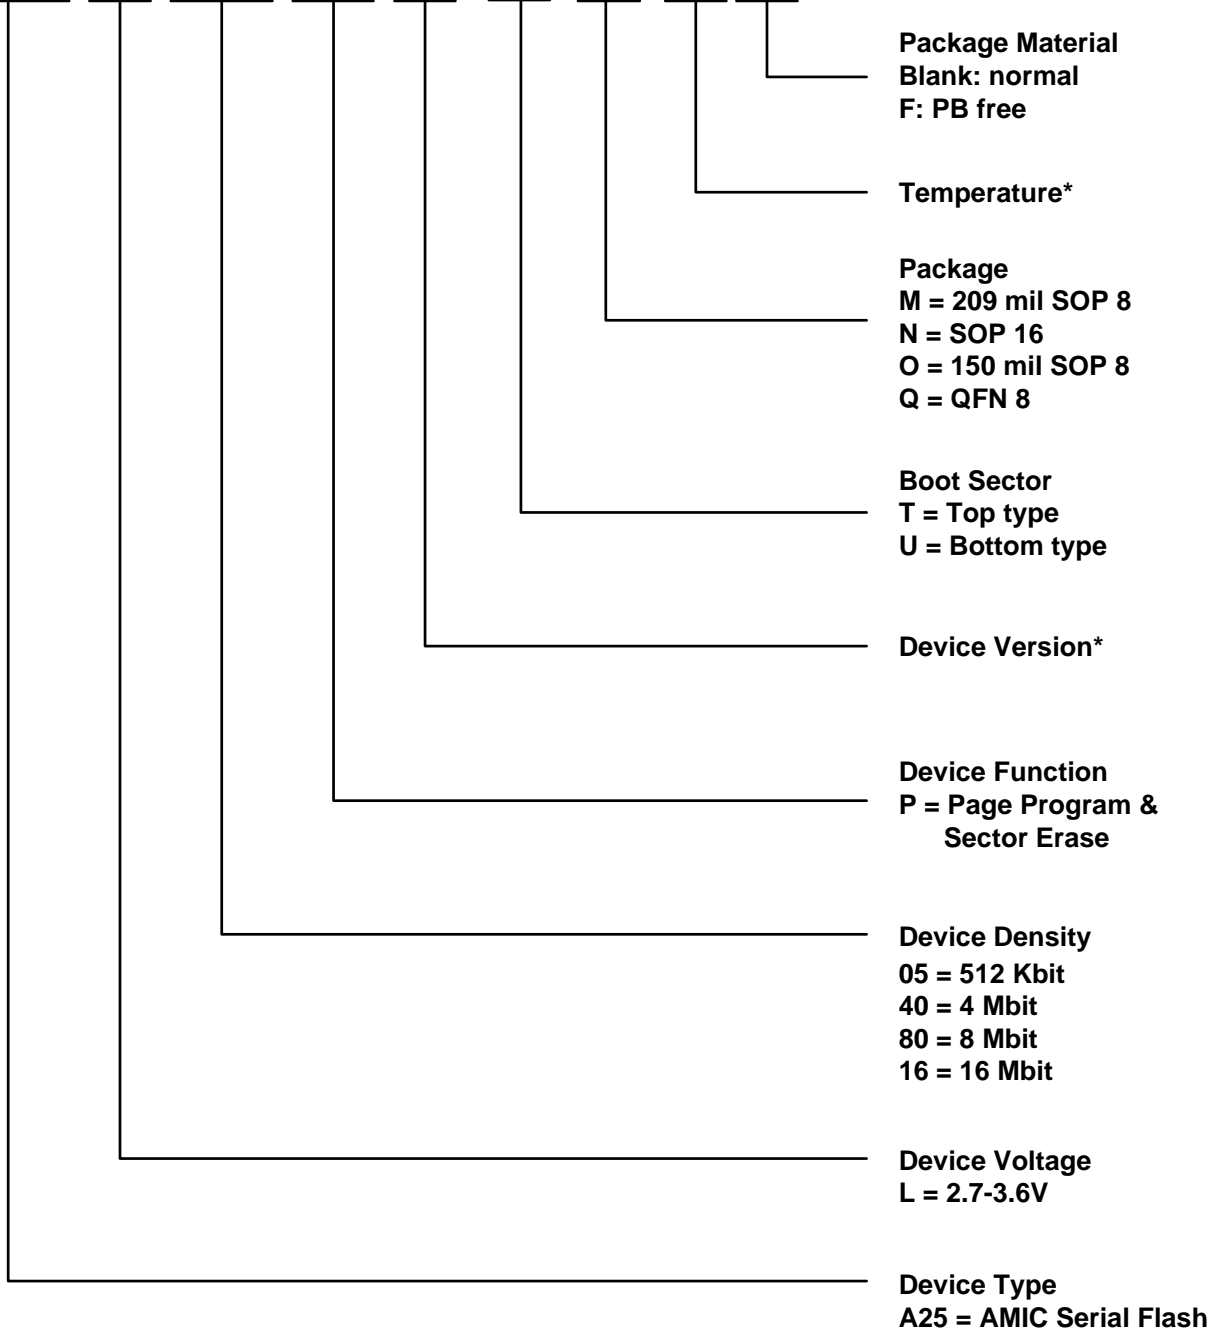 Package Material
Blank: normal
F: PB free
Temperature*
Package
M = 209 mil SOP 8
N = SOP 16
O = 150 mil SOP 8
Q = QFN 8
Boot Sector
T = Top type
U = Bottom type
Device Version*
Device Function
P = Page Program &
Sector Erase
Device Density
05 = 512 Kbit
40 = 4 Mbit
80 = 8 Mbit
16 = 16 Mbit
Device Voltage
L = 2.7-3.6V
Device Type
A25 = AMIC Serial Flash